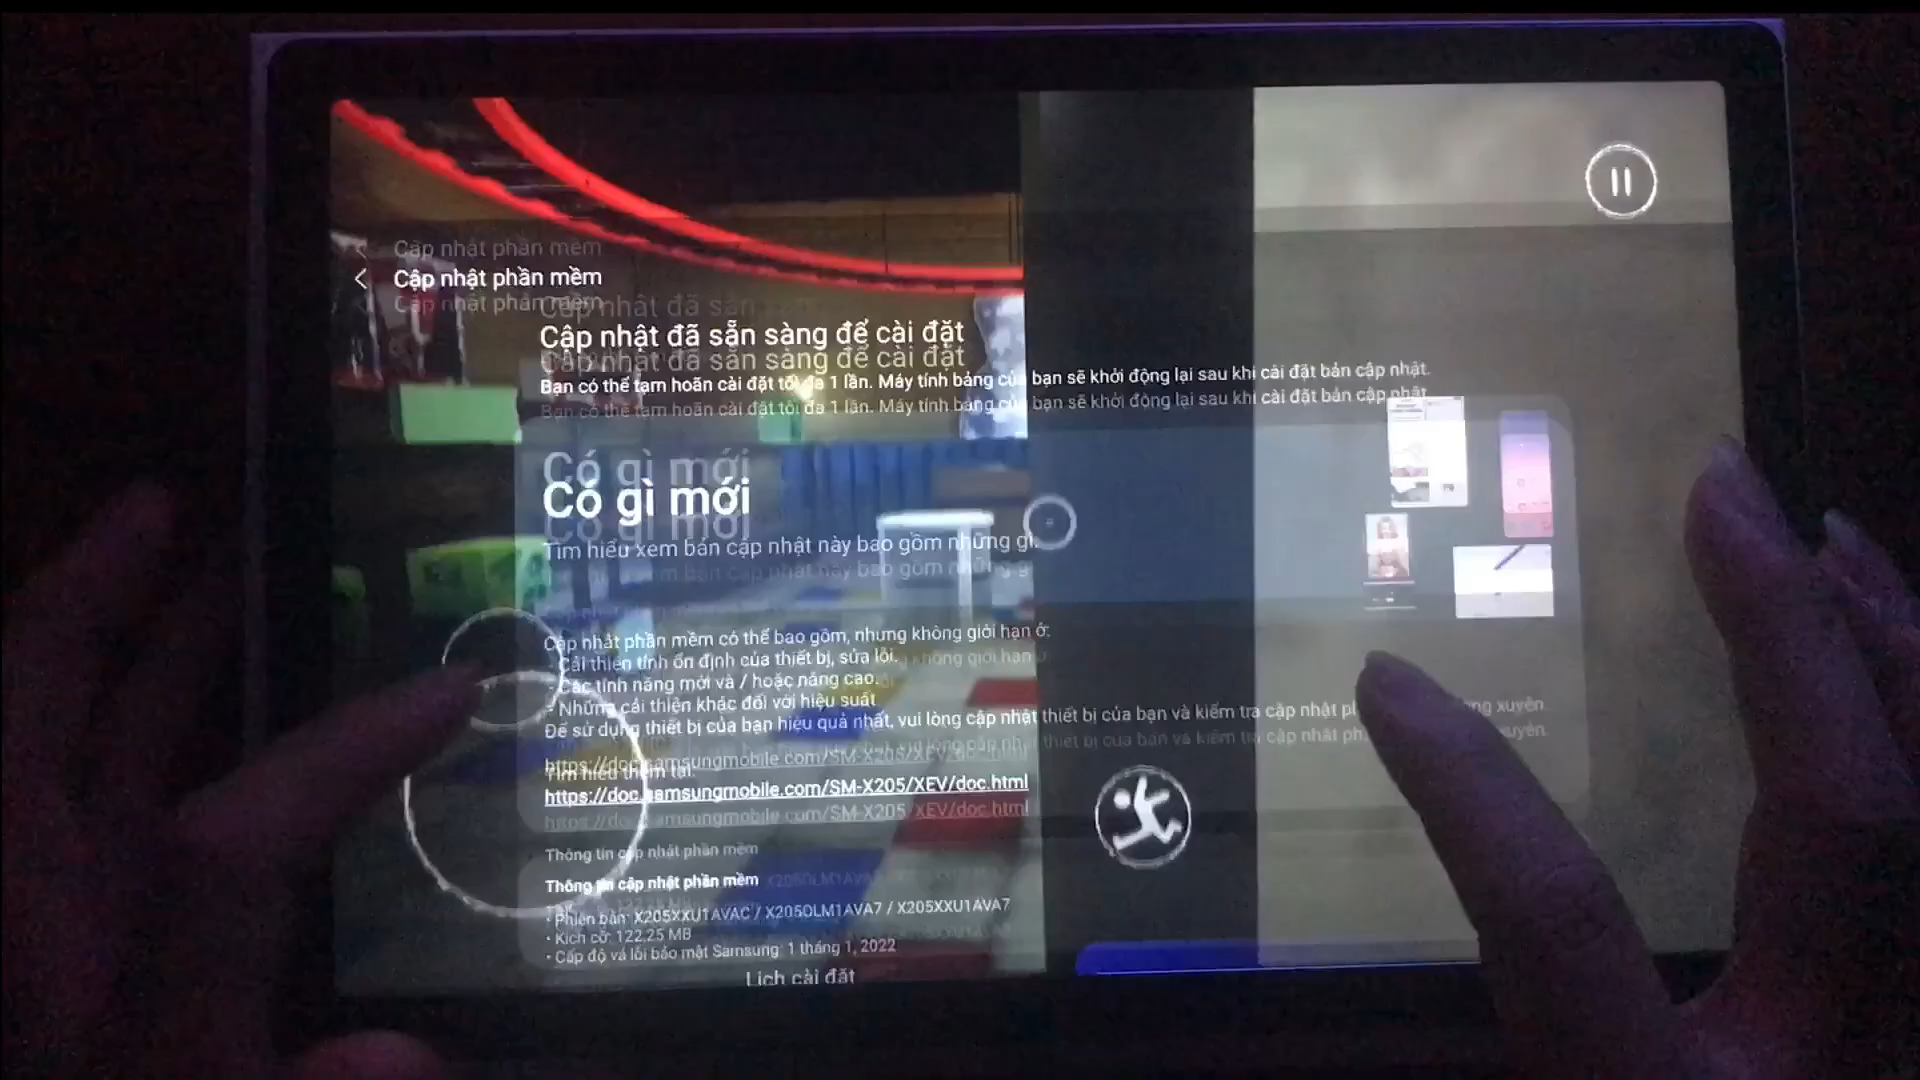 Cập nhật phần mềm
Cập nhật đã sẵn sàng để cài đặt
Bạn có thể tạm hoãn cài đặt tối đa 1 lần. Máy tính bảng của bạn sẽ khởi động lại sau khi cài đặt bản cập nhật.
Có gì mới
Tìm hiểu xem bản cập nhật này bao gồm những gì.
Cập nhật phần mềm có thể bao gồm, nhưng không giới hạn ở:
- Cải thiện tính ổn định của thiết bị, sửa lỗi.
- Các tính năng mới và / hoặc nâng cao.
- Những cải thiện khác đối với hiệu suất
Để sử dụng thiết bị của bạn hiệu quả nhất, vui lòng cập nhật thiết bị của bạn và kiểm tra cập nhật xuyên.
Tìm hiểu thêm tại:
https://doc.samsungmobile.com/SM-X205/XEV/doc.html
Thông tin cập nhật phần mềm
• Phiên bản: X205XXU1AVAC / X205OLM1AVA7 / X205XXU1AVA7
• Kích cỡ: 122.25 MB
• Cấp độ vá lỗi bảo mật Samsung: 1 tháng 1, 2022
Lịch cài đặt